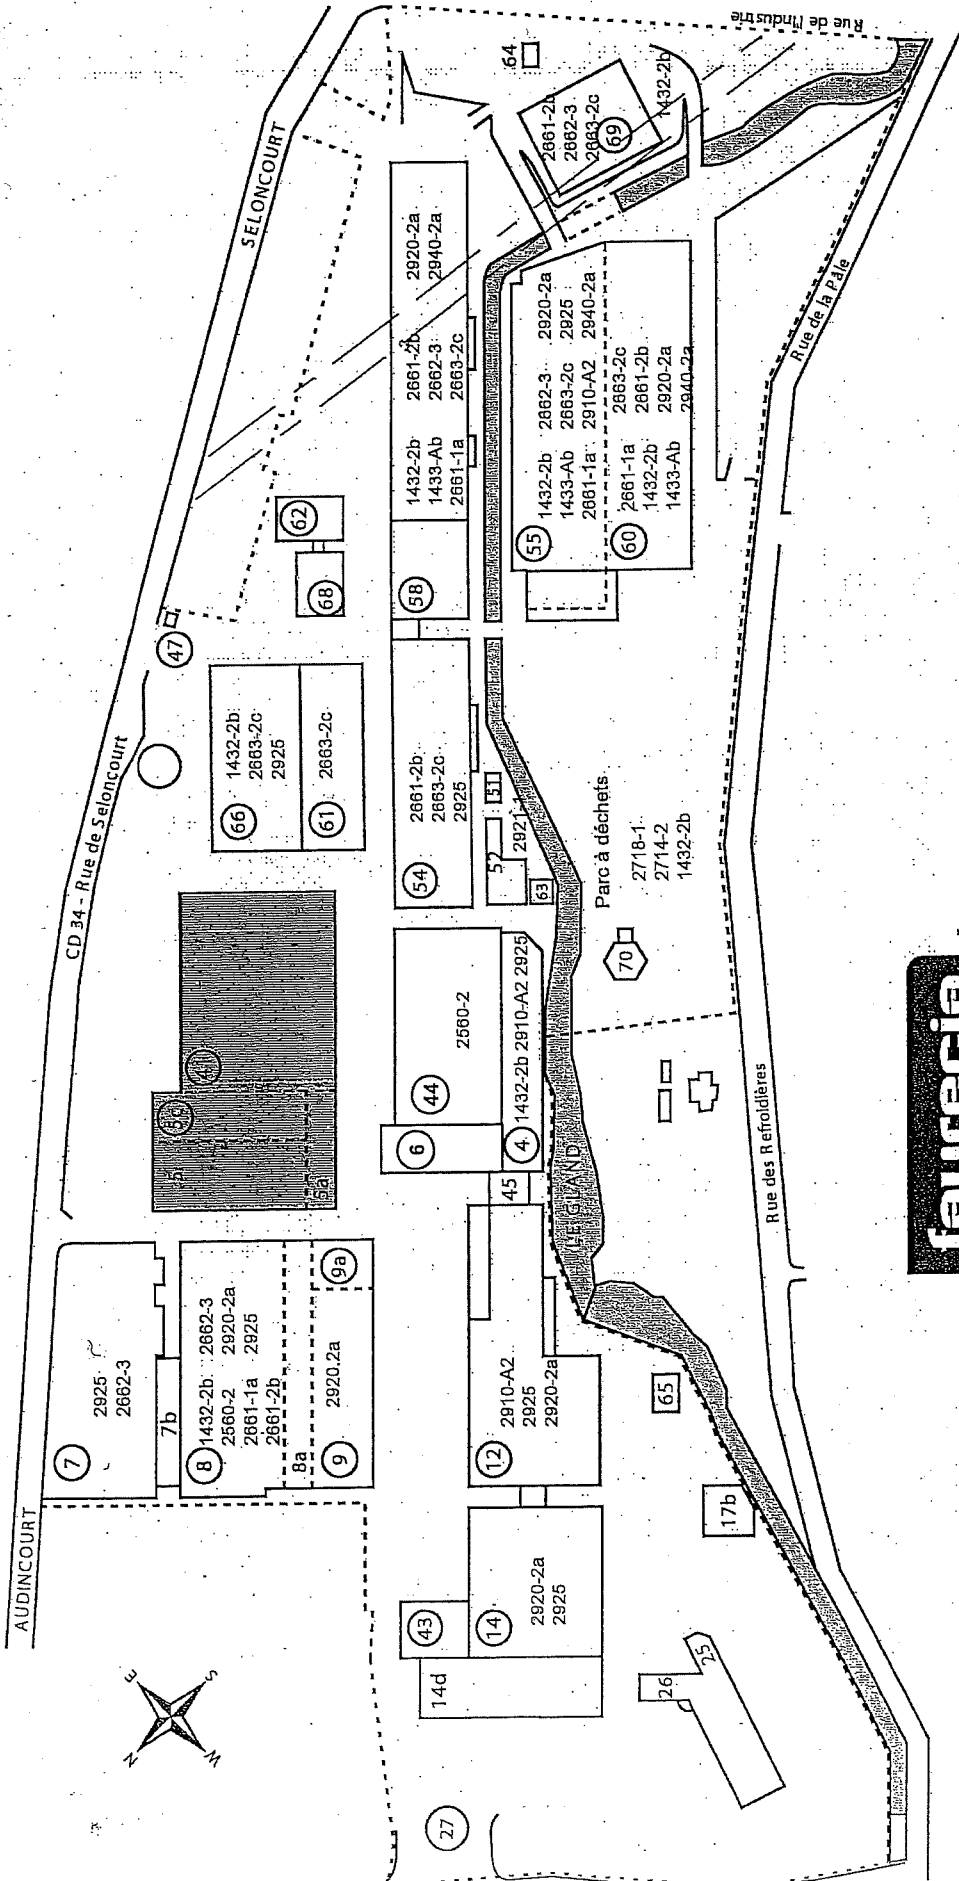 AUDINCOURT
CD 34 - Rue de Seloncourt
SELONCOURT
Rue de l'Industrie
N
E
S
W
7
2925
2662-3
7b
8
1432-2b 2662-3
2560-2 2920-2a
2661-1a 2925
2661-2b
8a
9
2920.2a
9a
5a
66
1432-2b
2663-2c
2925
61
2663-2c
47
68
62
64
27
43
14d
14
2920-2a
2925
12
2910-A2
2925
2920-2a
45
6
44
2560-2
4
1432-2b 2910-A2 2925
54
2661-2b
2663-2c
2925
52
51
2921-1
63
58
1432-2b 2661-2b 2920-2a
1433-Ab 2662-3 2940-2a
2661-1a 2663-2c
69
2661-2b
2662-3
2663-2c
1432-2b
55
1432-2b 2662-3 2920-2a
1433-Ab 2663-2c 2925
2661-1a 2910-A2 2940-2a
60
2661-1a 2663-2c
1432-2b 2661-2b
1433-Ab 2920-2a
2940-2a
LE GLAND
26
25
17b
65
70
Parc à déchets
2718-1
2714-2
1432-2b
Rue des Refroidières
Rue de la Pâle
faurecia